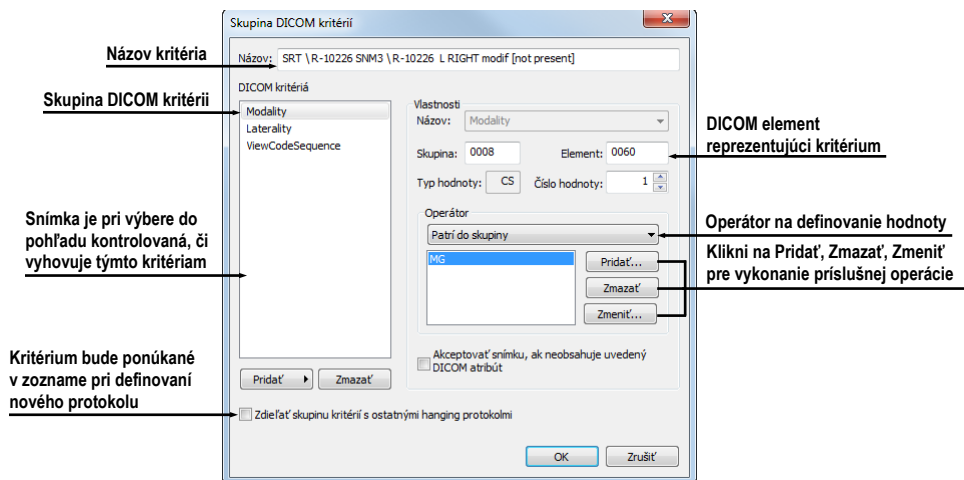 Skupina DICOM kritérií
Názov kritéria
Názov: SRT \ R-10226 SNM3 \ R-10226 L RIGHT modif [not present]
Skupina DICOM kritérii
DICOM kritériá
Modality
Laterality
ViewCodeSequence
Vlastnosti
Názov: Modality
Skupina: 0008 Element: 0060
DICOM element
reprezentujúci kritérium
Typ hodnoty: CS Číslo hodnoty: 1
Snímka je pri výbere do
pohľadu kontrolovaná, či
vyhovuje týmto kritériam
Operátor
Patrí do skupiny
Operátor na definovanie hodnoty
MG
Pridať...
Zmazať
Zmeniť...
Klikni na Pridať, Zmazať, Zmeniť
pre vykonanie príslušnej operácie
Akceptovať snímku, ak neobsahuje uvedený
DICOM atribút
Kritérium bude ponúkané
v zozname pri definovaní
nového protokolu
Pridať Zmazať
Zdieľať skupinu kritérií s ostatnými hanging protokolmi
OK Zrušiť